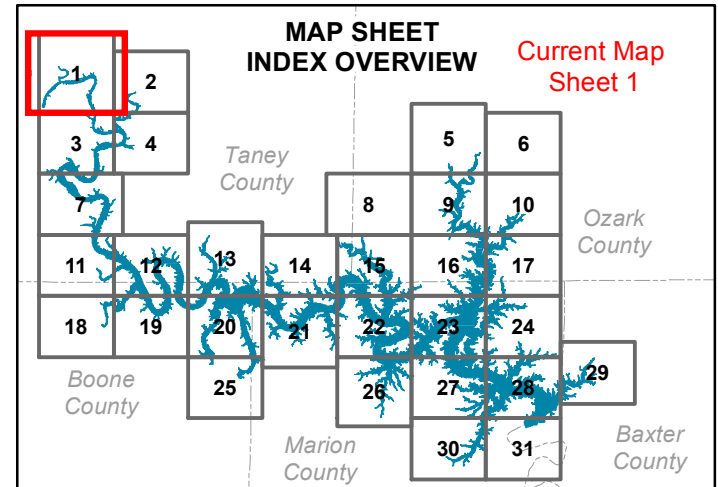 MAP SHEET
INDEX OVERVIEW
Current Map
Sheet 1
1
2
3
4
5
6
Taney
County
7
8
9
10
Ozark
County
11
12
13
14
15
16
17
18
19
20
21
22
23
24
Boone
County
25
26
27
28
29
Marion
County
30
31
Baxter
County